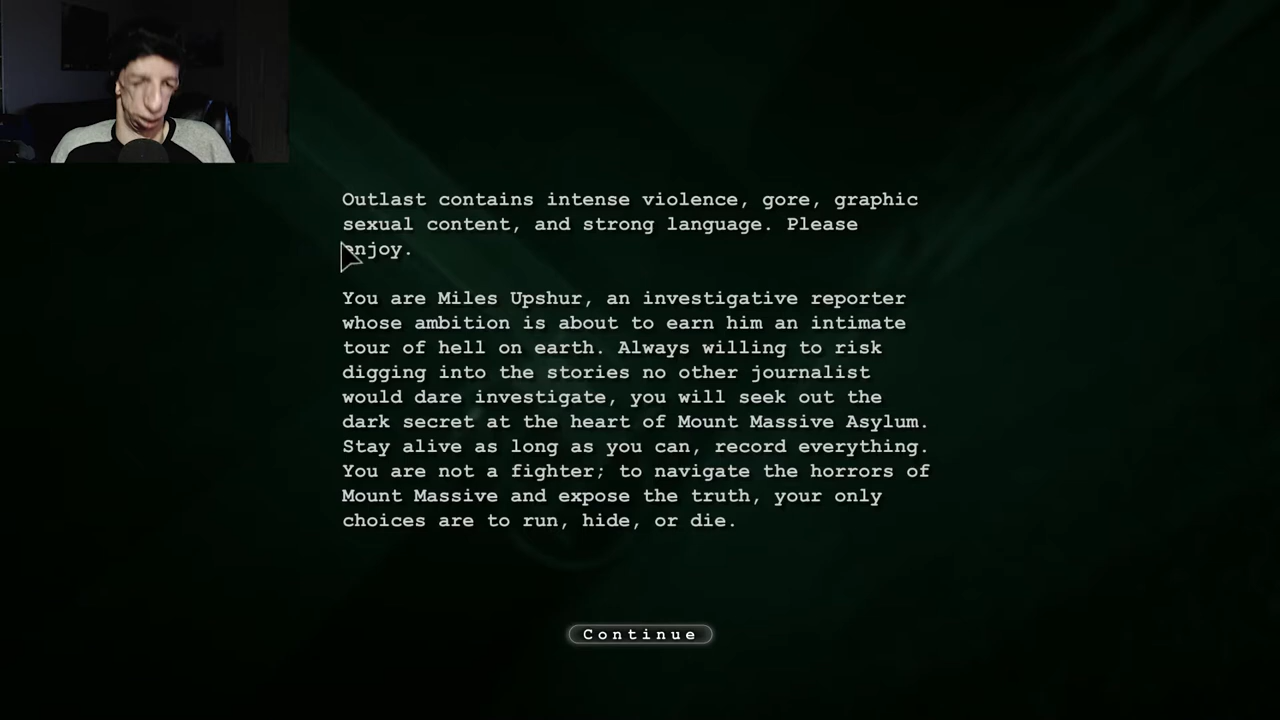 Outlast contains intense violence, gore, graphic
sexual content, and strong language. Please
enjoy.
You are Miles Upshur, an investigative reporter
whose ambition is about to earn him an intimate
tour of hell on earth. Always willing to risk
digging into the stories no other journalist
would dare investigate, you will seek out the
dark secret at the heart of Mount Massive Asylum.
Stay alive as long as you can, record everything.
You are not a fighter; to navigate the horrors of
Mount Massive and expose the truth, your only
choices are to run, hide, or die.
Continue